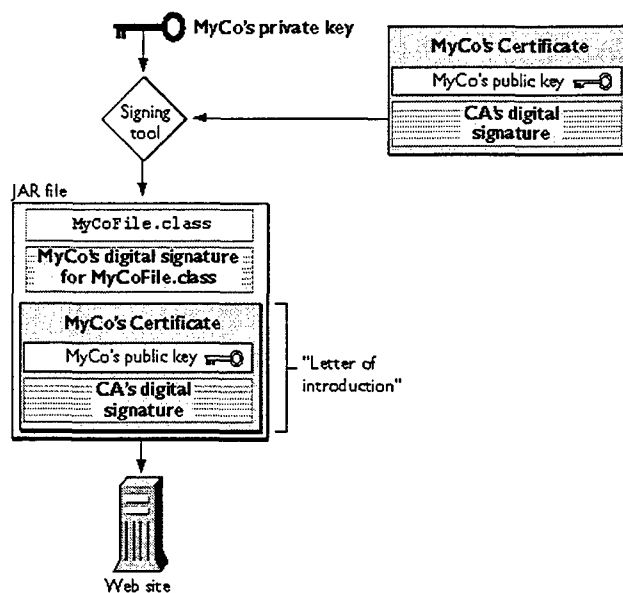 MyCo's private key
MyCo's Certificate
MyCo's public key
CA's digital
signature
Signing
tool
JAR file
MyCoFile.class
MyCo's digital signature
for MyCoFile.class
MyCo's Certificate
MyCo's public key
CA's digital
signature
"Letter of
introduction"
Web site